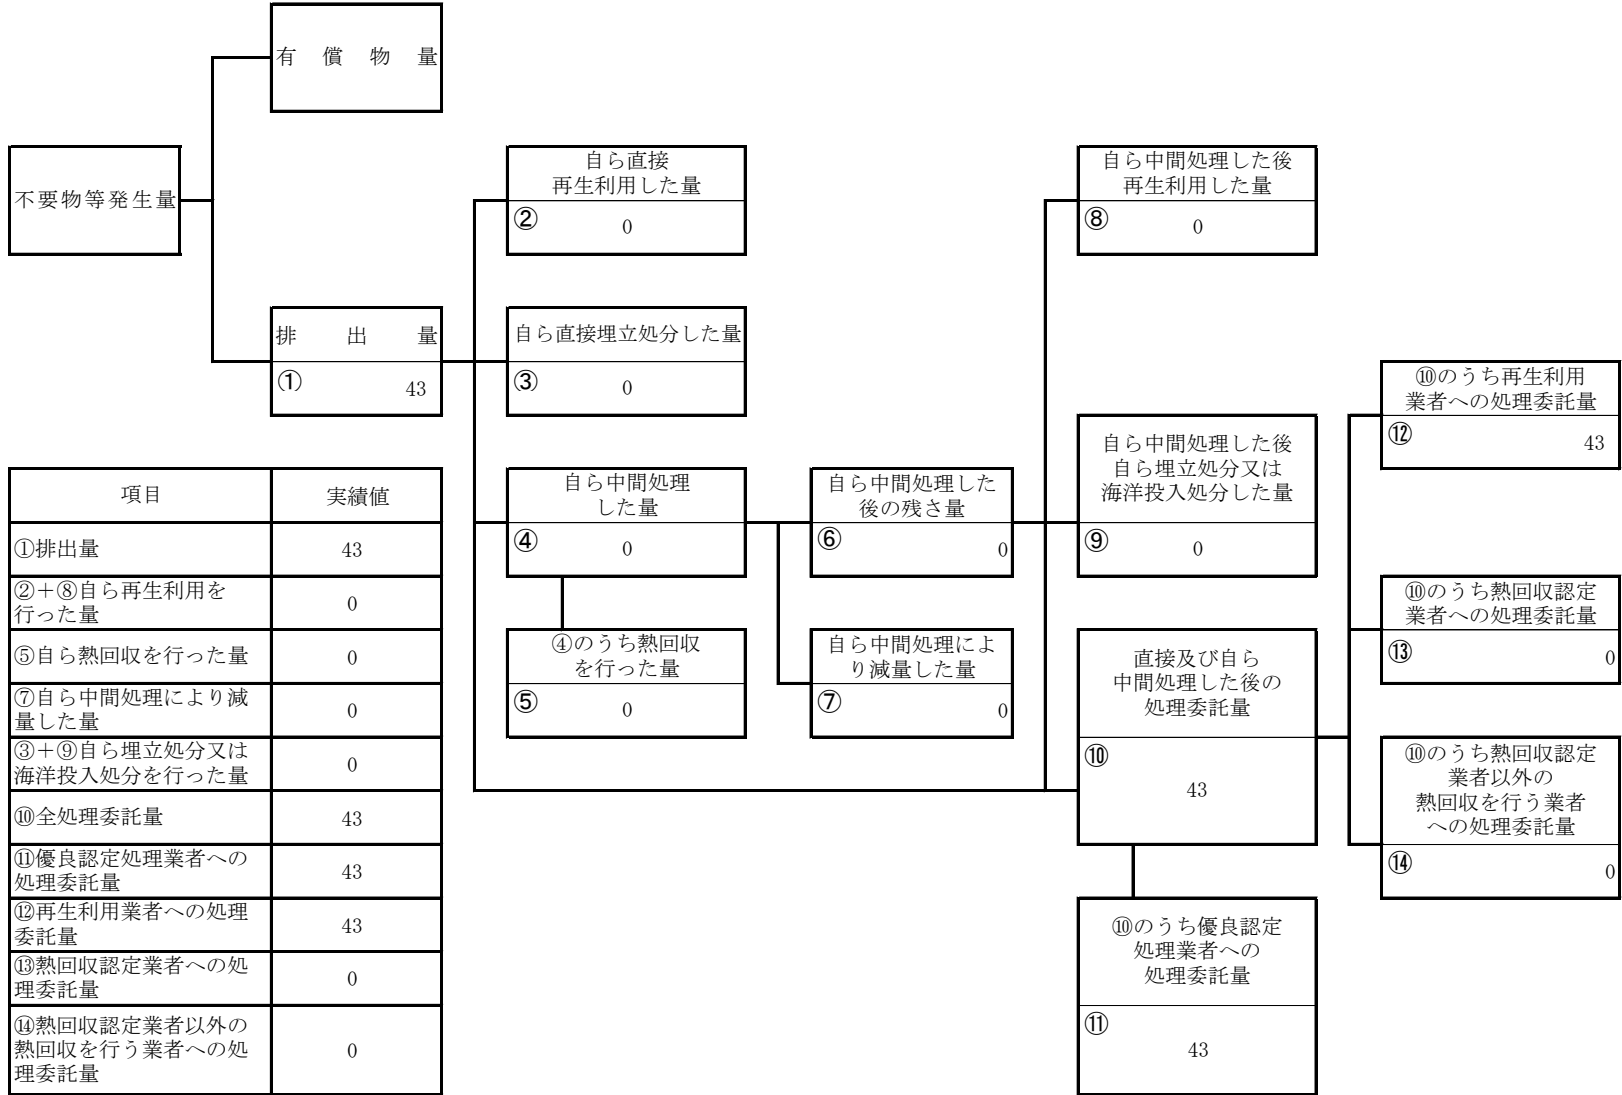 有償物量
不要物等発生量
排出量
① 43
自ら直接
再生利用した量
② 0
自ら直接埋立処分した量
③ 0
自ら中間処理
した量
④ 0
④のうち熱回収
を行った量
⑤ 0
自ら中間処理した
後の残さ量
⑥ 0
自ら中間処理によ
り減量した量
⑦ 0
自ら中間処理した後
再生利用した量
⑧ 0
自ら中間処理した後
自ら埋立処分又は
海洋投入処分した量
⑨ 0
直接及び自ら
中間処理した後の
処理委託量
⑩
43
⑩のうち優良認定
処理業者への
処理委託量
⑪
43
⑩のうち再生利用
業者への処理委託量
⑫ 43
⑩のうち熱回収認定
業者への処理委託量
⑬ 0
⑩のうち熱回収認定
業者以外の
熱回収を行う業者
への処理委託量
⑭ 0
項目 実績値
①排出量 43
②+⑧自ら再生利用を
行った量 0
⑤自ら熱回収を行った量 0
⑦自ら中間処理により減
量した量 0
③+⑨自ら埋立処分又は
海洋投入処分を行った量 0
⑩全処理委託量 43
⑪優良認定処理業者への
処理委託量 43
⑫再生利用業者への処理
委託量 43
⑬熱回収認定業者への処
理委託量 0
⑭熱回収認定業者以外の
熱回収を行う業者への処
理委託量 0